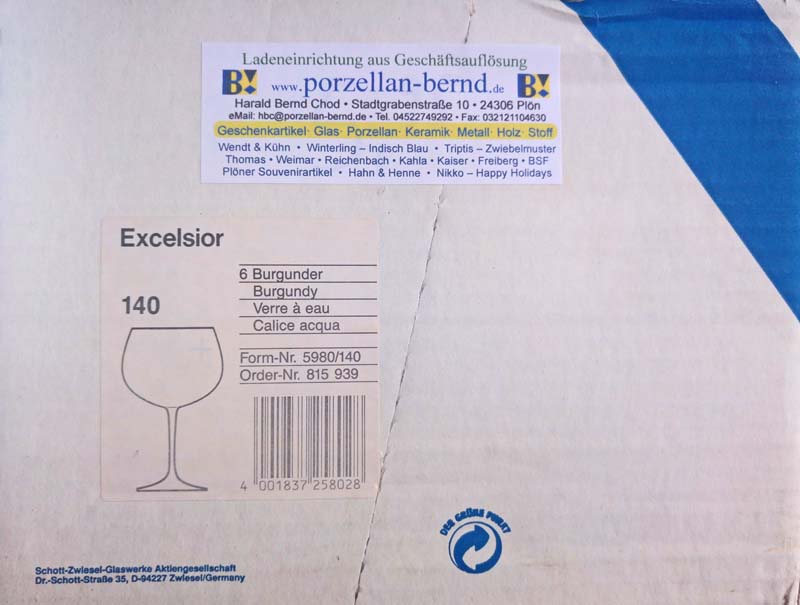 Ladeneinrichtung aus Geschäftsauflösung
B! www.porzellan-bernd.de B!
Harald Bernd Chod • Stadtgrabenstraße 10 • 24306 Plön
eMail: hbc@porzellan-bernd.de • Tel. 04522749292 • Fax: 032121104630
Geschenkartikel· Glas· Porzellan· Keramik· Metall· Holz· Stoff
Wendt & Kühn • Winterling – Indisch Blau • Triptis – Zwiebelmuster
Thomas • Weimar • Reichenbach • Kahla • Kaiser • Freiberg • BSF
Plöner Souvenirartikel • Hahn & Henne • Nikko – Happy Holidays
Excelsior
140
6 Burgunder
Burgundy
Verre à eau
Calice acqua
Form-Nr. 5980/140
Order-Nr. 815 939
4 001837 258028
DER GRÜNE PUNKT
Schott-Zwiesel-Glaswerke Aktiengesellschaft
Dr.-Schott-Straße 35, D-94227 Zwiesel/Germany